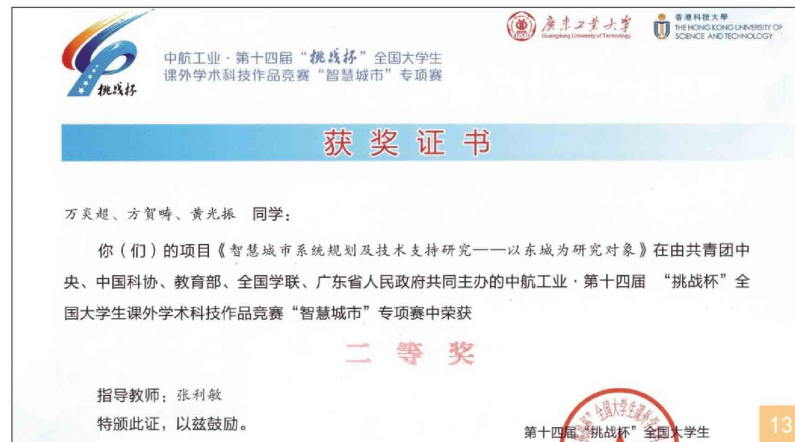 廣東工業大學
Guangdong University of Technology
香港科技大學
THE HONG KONG UNIVERSITY OF
SCIENCE AND TECHNOLOGY
挑战杯
中航工业·第十四届“挑战杯”全国大学生
课外学术科技作品竞赛“智慧城市”专项赛
获奖证书
万炎超、方贺畴、黄光振 同学：
你（们）的项目《智慧城市系统规划及技术支持研究——以东城为研究对象》在由共青团中
央、中国科协、教育部、全国学联、广东省人民政府共同主办的中航工业·第十四届 “挑战杯”全
国大学生课外学术科技作品竞赛“智慧城市”专项赛中荣获
二等奖
指导教师：张利敏
特颁此证，以兹鼓励。
第十四届“挑战杯”全国大学生
13